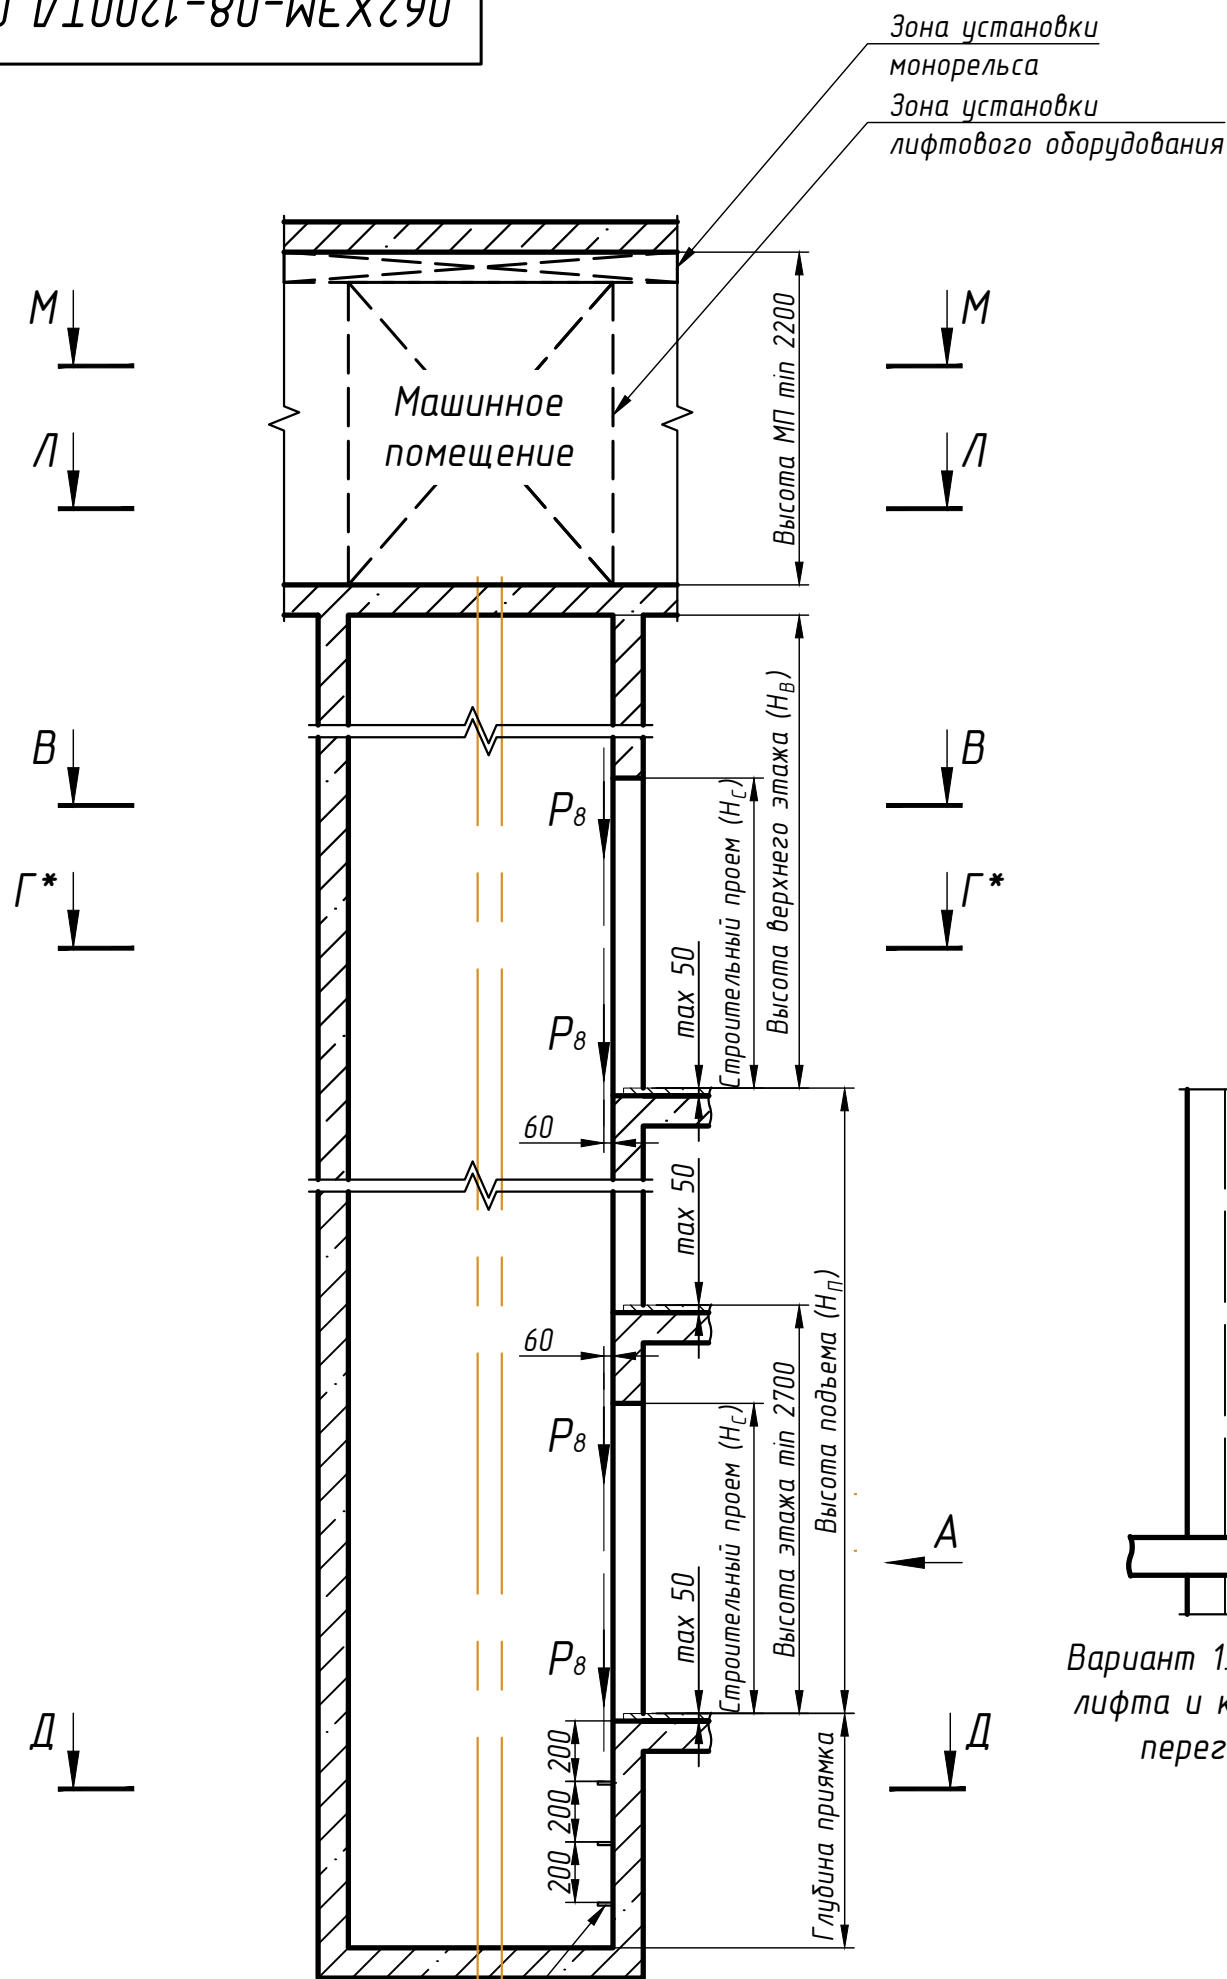 Зона установки
монорельса
Зона установки
лифтового оборудования
М
М
Высота МП min 2200
Машинное
помещение
Л
Л
В
В
Высота верхнего этажа (НВ)
Строительный проем (НС)
Р8
Г*
Г*
max 50
Р8
60
max 50
60
Высота подъема (НП)
Высота этажа min 2700
Строительный проем (НС)
Р8
А
max 50
Р8
Вариант 1
лифта и к
перег
Д
Д
200
200
200
Глубина приямка